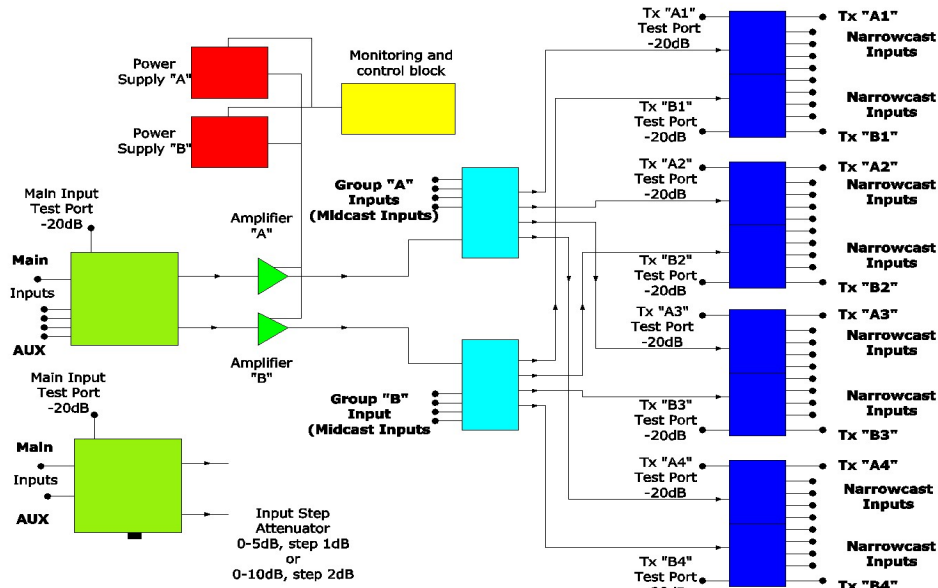 Power
Supply "A"
Power
Supply "B"
Monitoring and
control block
Main Input
Test Port
-20dB
Main
Inputs
AUX
Amplifier
"A"
Amplifier
"B"
Group "A"
Inputs
(Midcast Inputs)
Group "B"
Input
(Midcast Inputs
Main Input
Test Port
-20dB
Main
Inputs
AUX
Input Step
Attenuator
0-5dB, step 1dB
or
0-10dB, step 2dB
Tx "A1"
Test Port
-20dB
Tx "A1"
Narrowcast
Inputs
Tx "B1"
Test Port
-20dB
Narrowcast
Inputs
Tx "B1"
Tx "A2"
Test Port
-20dB
Tx "A2"
Narrowcast
Inputs
Tx "B2"
Test Port
-20dB
Narrowcast
Inputs
Tx "B2"
Tx "A3"
Test Port
-20dB
Tx "A3"
Narrowcast
Inputs
Tx "B3"
Test Port
-20dB
Narrowcast
Inputs
Tx "B3"
Tx "A4"
Test Port
-20dB
Tx "A4"
Narrowcast
Inputs
Tx "B4"
Test Port
-20dB
Narrowcast
Inputs
Tx "B4"